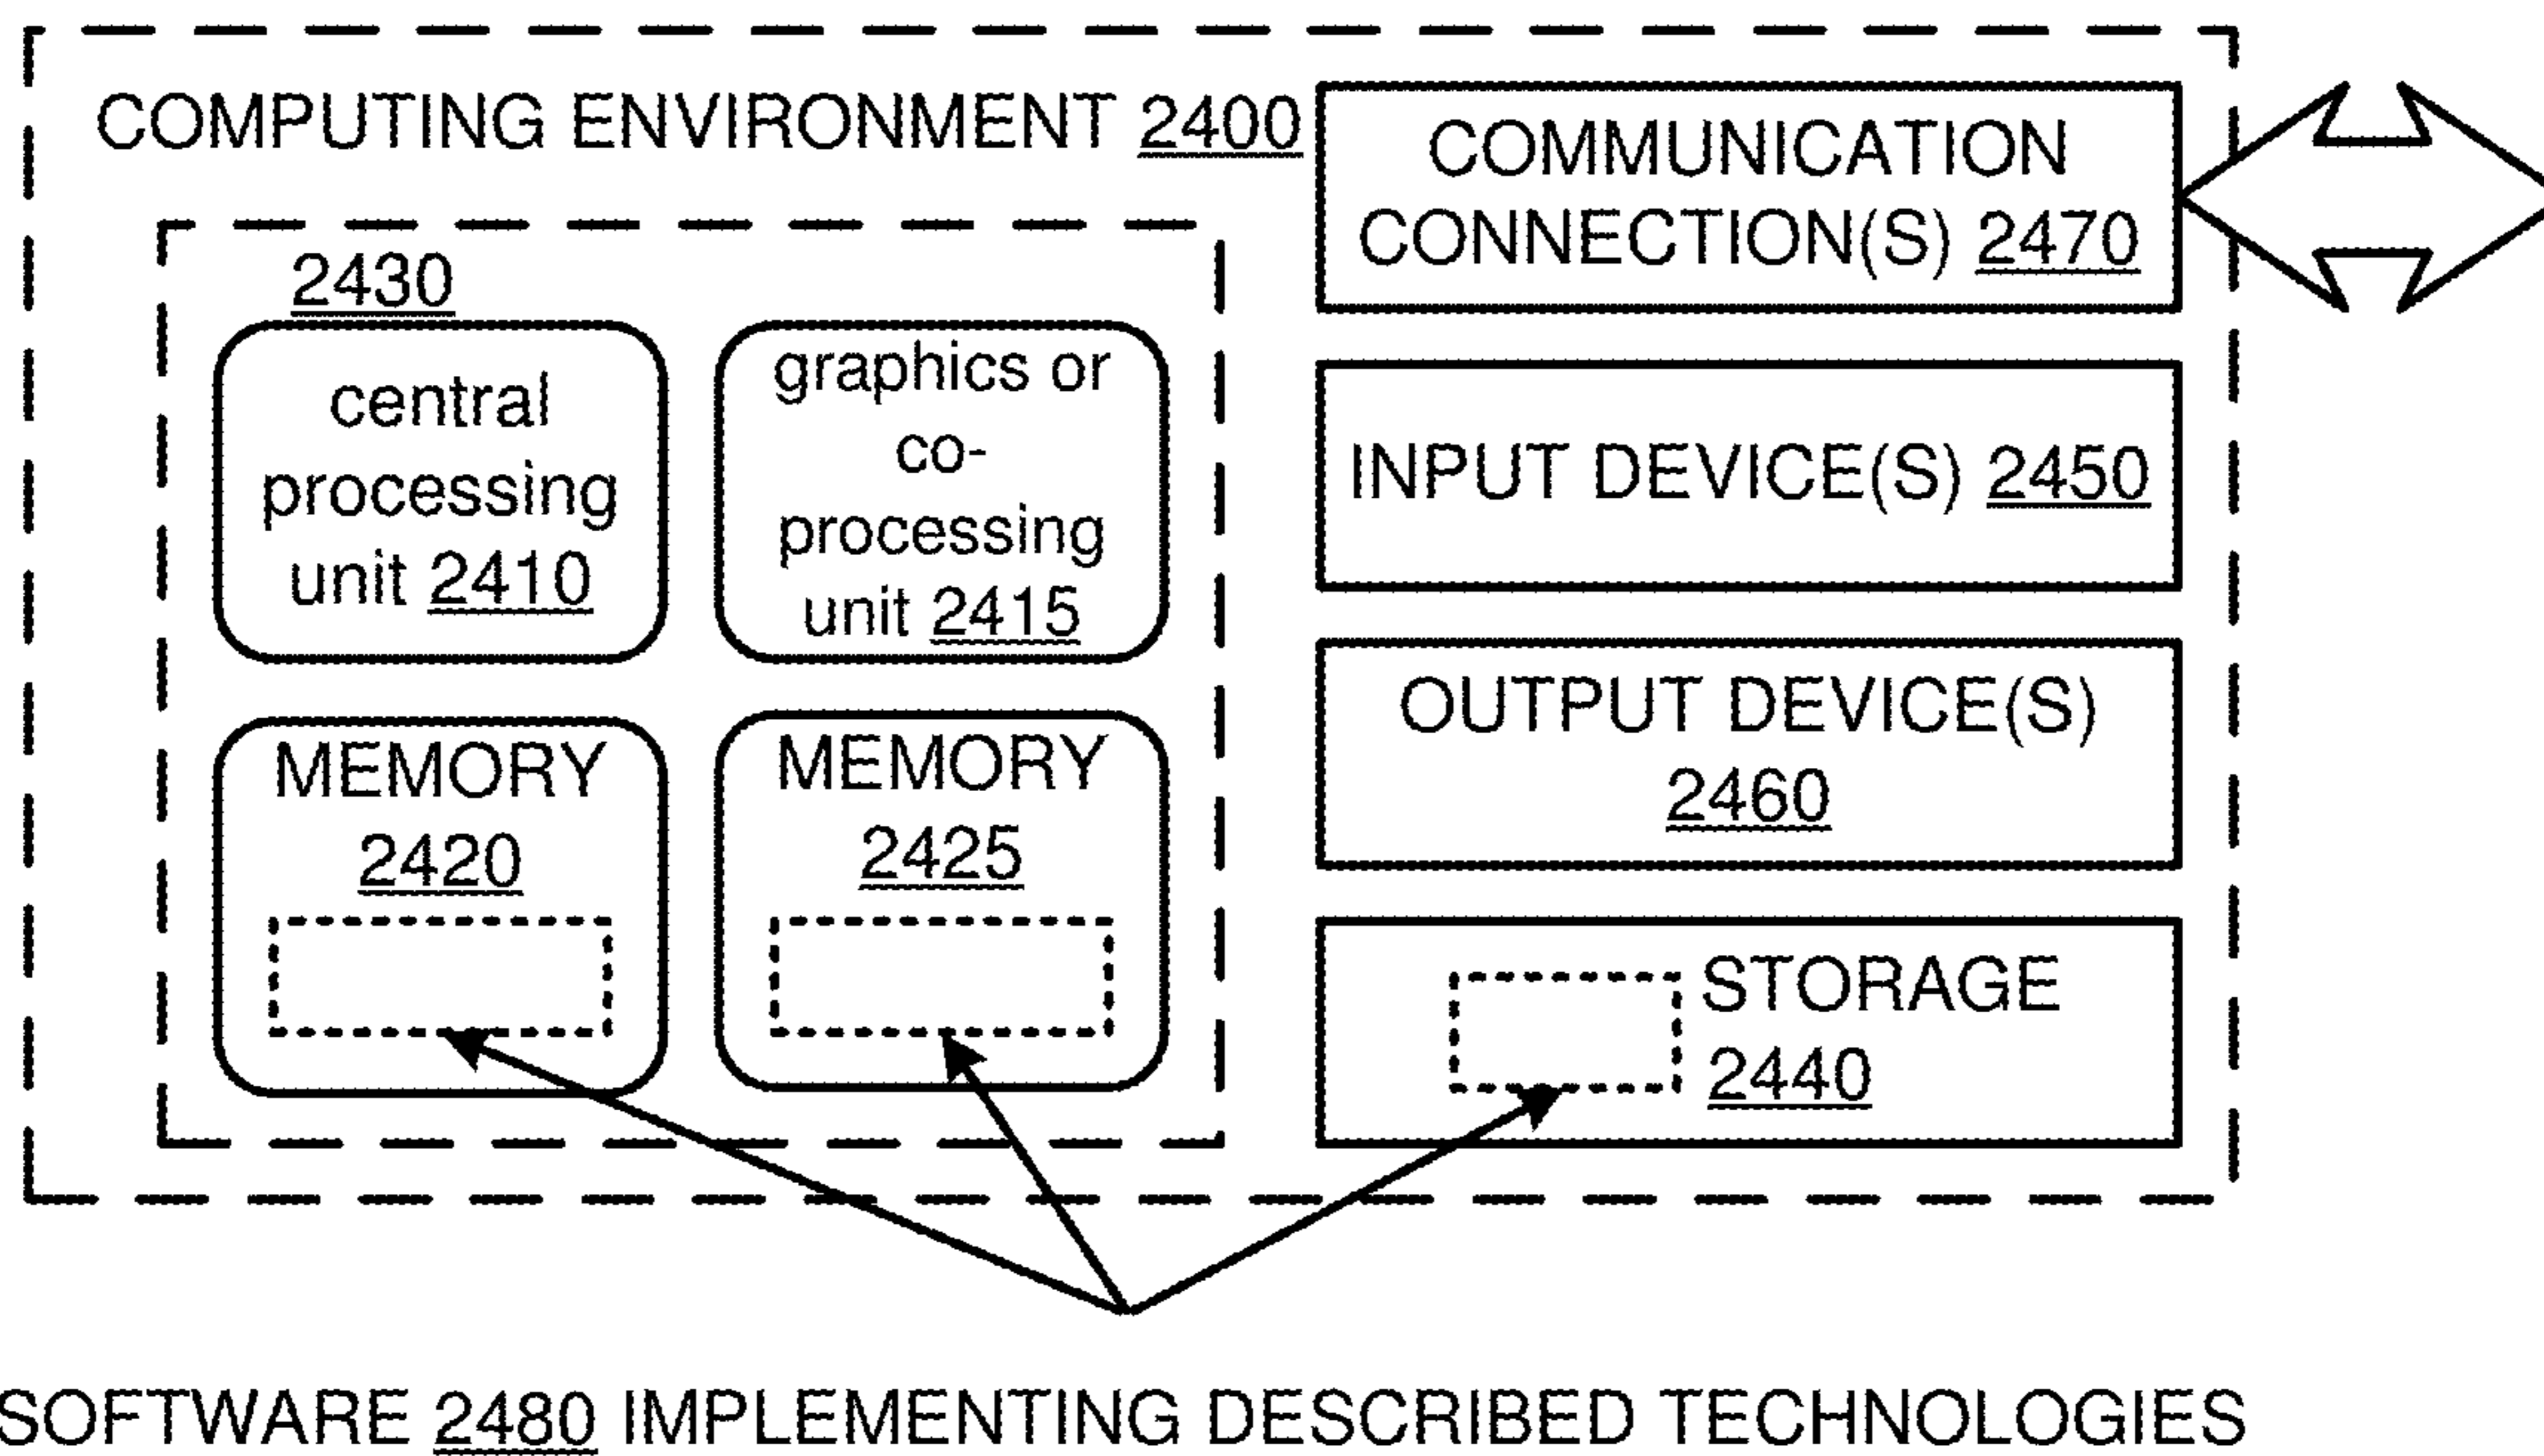 COMPUTING ENVIRONMENT 2400
COMMUNICATION
CONNECTION(S) 2470
2430
central
processing
unit 2410
graphics or
co-
processing
unit 2415
INPUT DEVICE(S) 2450
OUTPUT DEVICE(S)
2460
MEMORY
2420
MEMORY
2425
STORAGE
2440
SOFTWARE 2480 IMPLEMENTING DESCRIBED TECHNOLOGIES